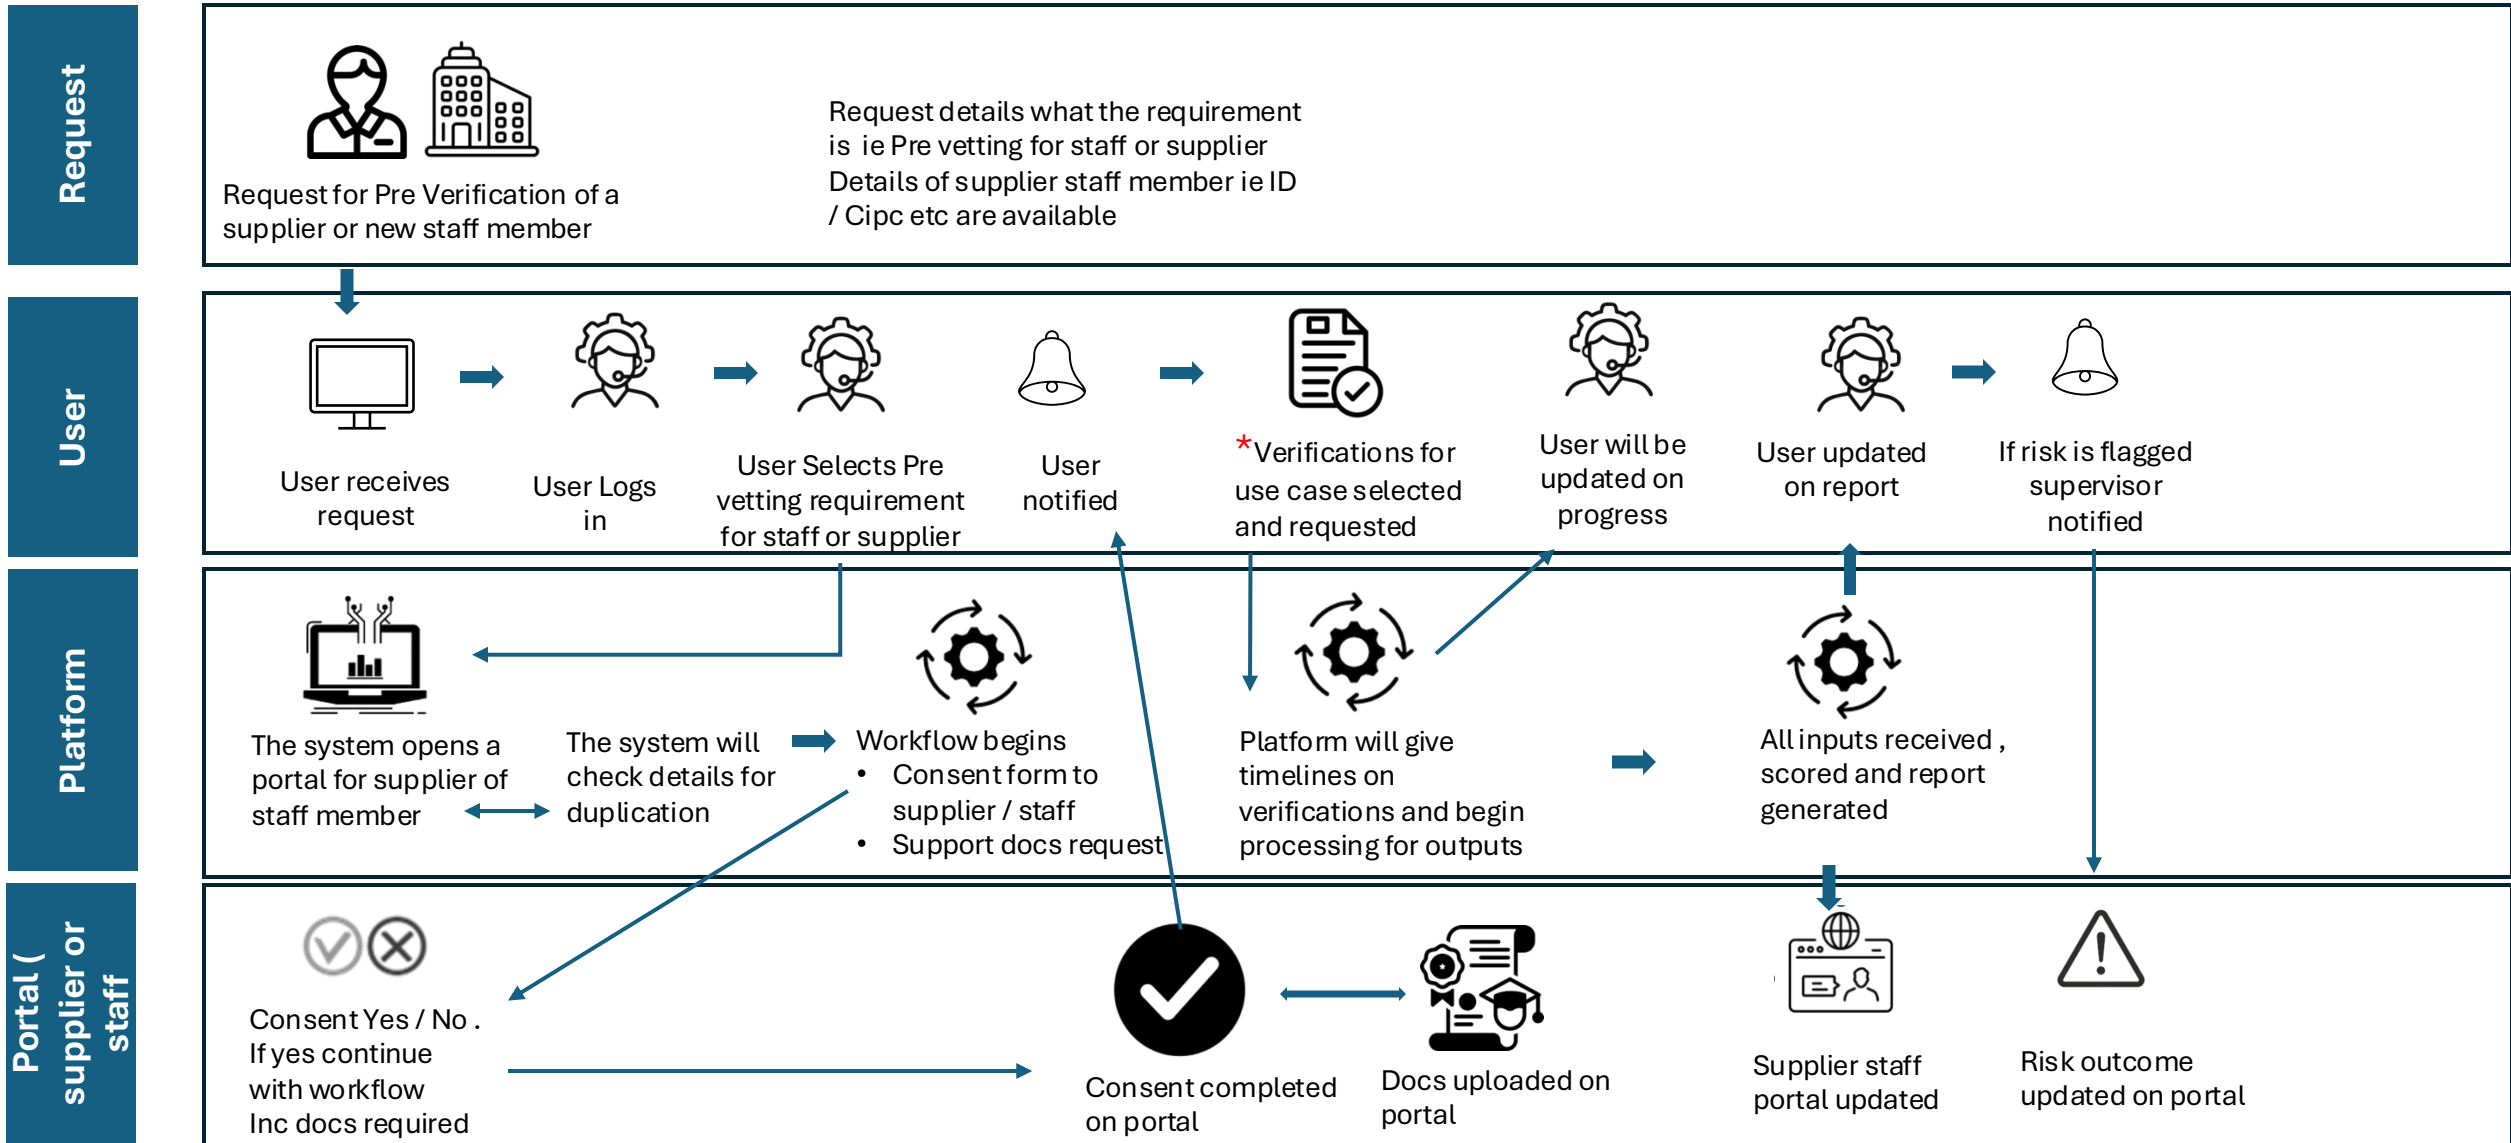 Request
Request for Pre Verification of a
supplier or new staff member
Request details what the requirement
is ie Pre vetting for staff or supplier
Details of supplier staff member ie ID
/ Cipc etc are available
User
User receives
request
User Logs
in
User Selects Pre
vetting requirement
for staff or supplier
User
notified
*Verifications for
use case selected
and requested
User will be
updated on
progress
User updated
on report
If risk is flagged
supervisor
notified
Platform
The system opens a
portal for supplier of
staff member
The system will
check details for
duplication
Workflow begins
• Consent form to
supplier / staff
• Support docs request
Platform will give
timelines on
verifications and begin
processing for outputs
All inputs received ,
scored and report
generated
Portal (
supplier or
staff
Consent Yes / No .
If yes continue
with workflow
Inc docs required
Consent completed
on portal
Docs uploaded on
portal
Supplier staff
portal updated
Risk outcome
updated on portal